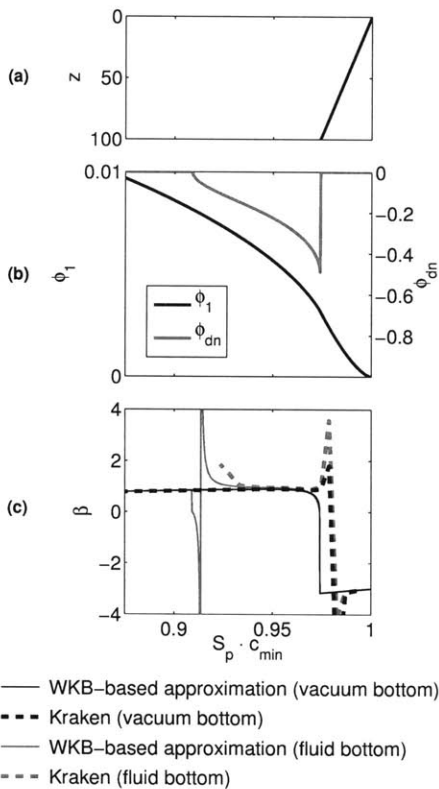 (a)
z
0
50
100
(b)
ϕ1
0.01
0
ϕ1
ϕdn
0
−0.2
−0.4
−0.6
−0.8
ϕdn
(c)
β
4
2
0
−2
−4
0.9 0.95 1
Sp · cmin
WKB−based approximation (vacuum bottom)
Kraken (vacuum bottom)
WKB−based approximation (fluid bottom)
Kraken (fluid bottom)